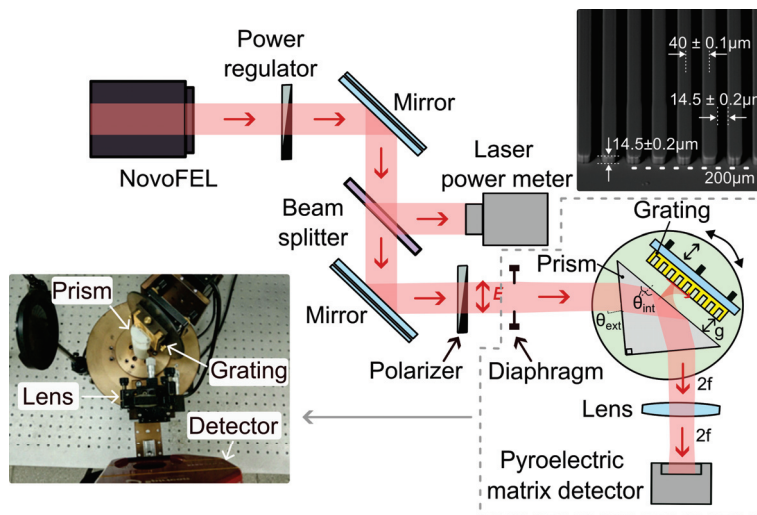 Power
regulator
Mirror
NovoFEL
Laser
power meter
Beam
splitter
Mirror
Polarizer
E
Diaphragm
40 ± 0.1μm
14.5 ± 0.2μm
14.5±0.2μm
200μm
Grating
Prism
θint
θext
g
2f
Lens
2f
Pyroelectric
matrix detector
Prism
Grating
Lens
Detector